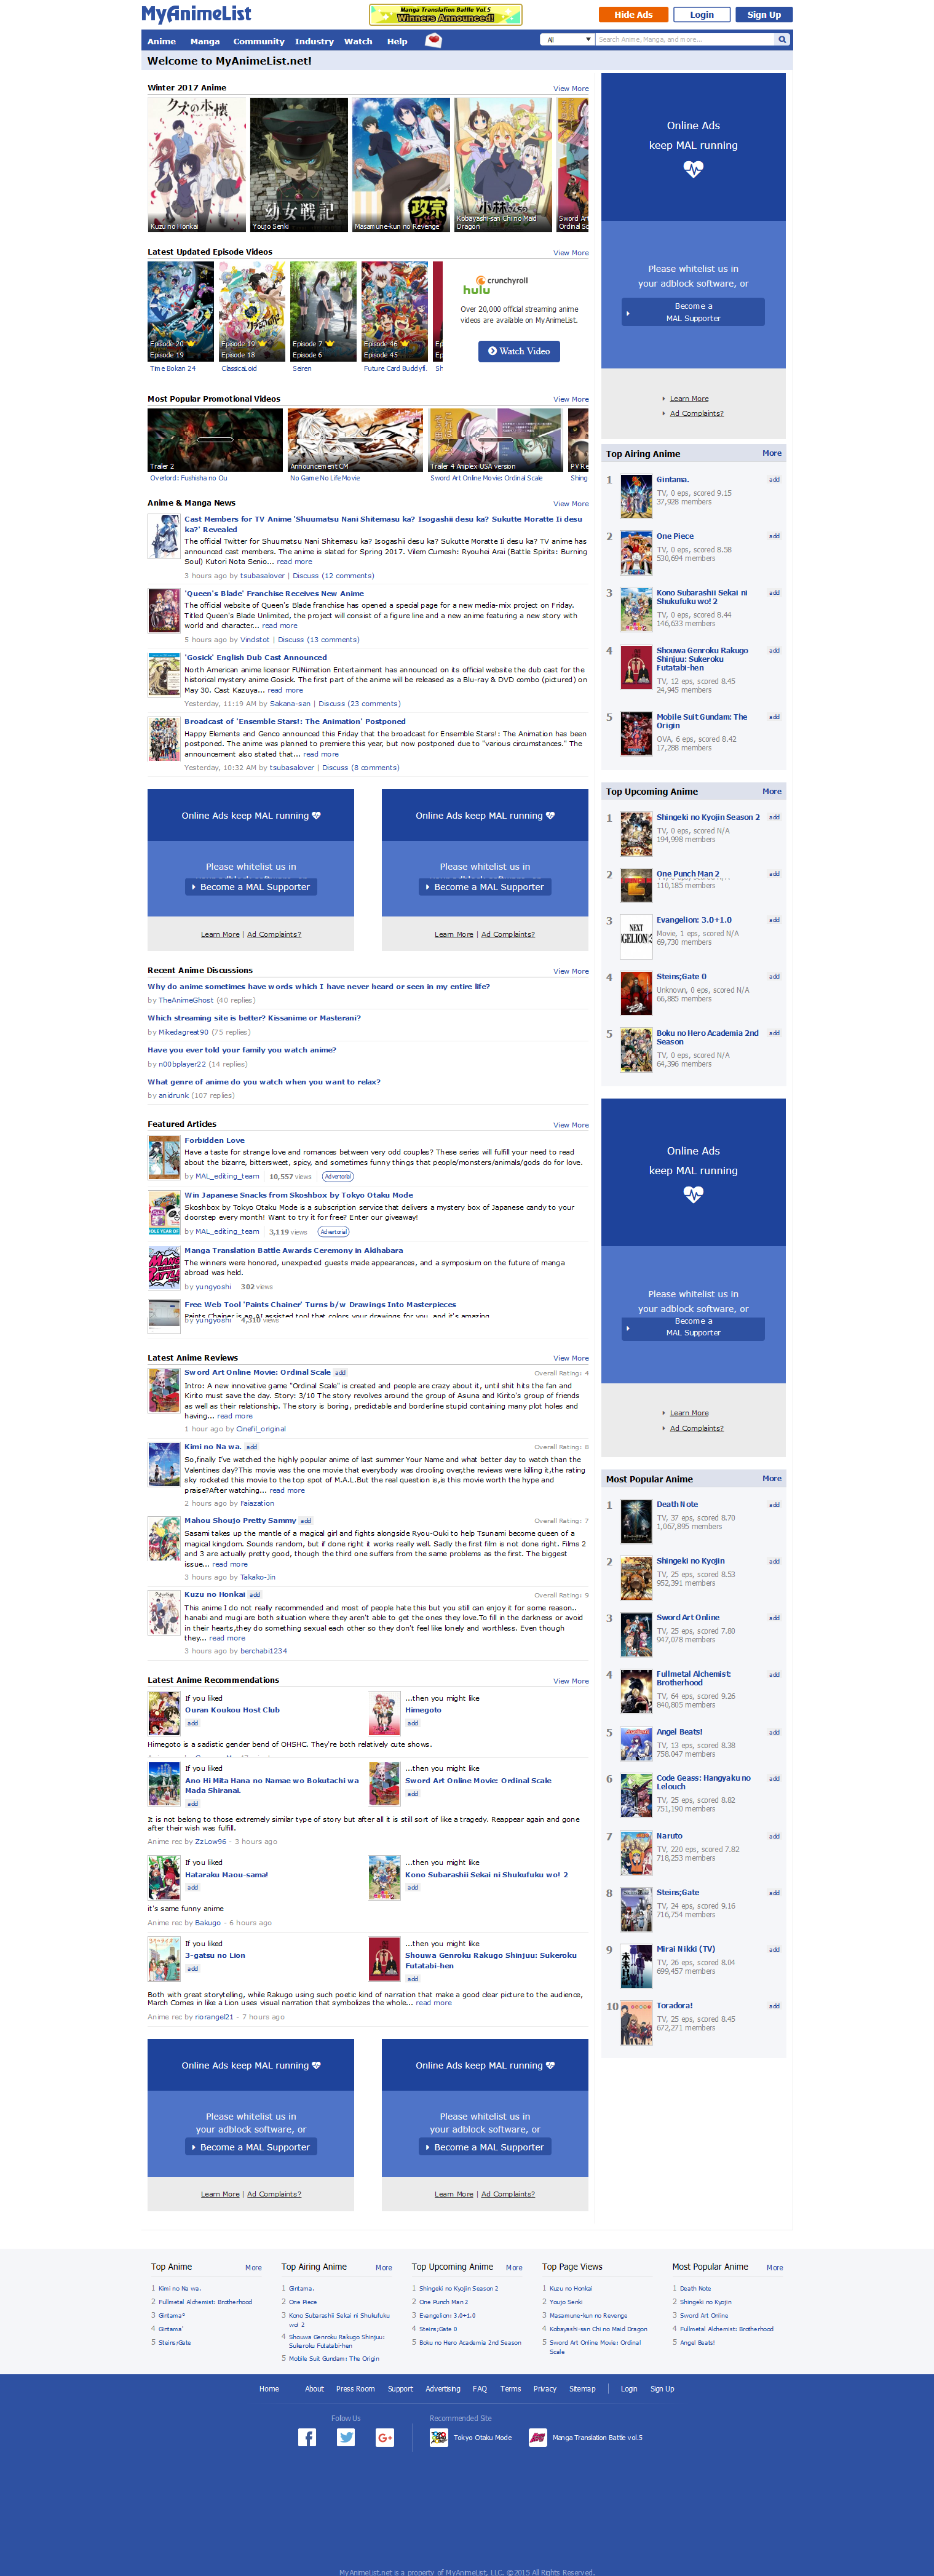 MyAnimeList
Manga Translation Battle Vol.5
Winners Announced!
Hide Ads
Login
Sign Up
Anime
Manga
Community
Industry
Watch
Help
All
Search Anime, Manga, and more...
Welcome to MyAnimeList.net!
Winter 2017 Anime
View More
クズの本懐
幼女戦記
政宗
小林さんち
Kuzu no Honkai
Youjo Senki
Masamune-kun no Revenge
Kobayashi-san Chi no Maid
Dragon
Sword Art
Ordinal Sc
Latest Updated Episode Videos
View More
Episode 20
Episode 19
Time Bokan 24
Episode 19
Episode 18
ClassicaLoid
Episode 7
Episode 6
Seiren
Episode 46
Episode 45
Future Card Buddyfi.
Ep
Ep
Sh
crunchyroll
hulu
Over 20,000 official streaming anime
videos are available on MyAnimeList.
Watch Video
Most Popular Promotional Videos
View More
Trailer 2
Overlord: Fushisha no Ou
Announcement CM
No Game No Life Movie
Trailer 4 Aniplex USA version
Sword Art Online Movie: Ordinal Scale
PV Re
Shing
Anime & Manga News
View More
Cast Members for TV Anime 'Shuumatsu Nani Shitemasu ka? Isogashii desu ka? Sukutte Moratte Ii desu
ka?' Revealed
The official Twitter for Shuumatsu Nani Shitemasu ka? Isogashii desu ka? Sukutte Moratte Ii desu ka? TV anime has
announced cast members. The anime is slated for Spring 2017. Vilem Cumesh: Ryouhei Arai (Battle Spirits: Burning
Soul) Kutori Nota Senio... read more
3 hours ago by tsubasalover | Discuss (12 comments)
'Queen's Blade' Franchise Receives New Anime
The official website of Queen's Blade franchise has opened a special page for a new media-mix project on Friday.
Titled Queen's Blade Unlimited, the project will consist of a figure line and a new anime featuring a new story with
world and character... read more
5 hours ago by Vindstot | Discuss (13 comments)
'Gosick' English Dub Cast Announced
North American anime licensor FUNimation Entertainment has announced on its official website the dub cast for the
historical mystery anime Gosick. The first part of the anime will be released as a Blu-ray & DVD combo (pictured) on
May 30. Cast Kazuya... read more
Yesterday, 11:19 AM by Sakana-san | Discuss (23 comments)
Broadcast of 'Ensemble Stars!: The Animation' Postponed
Happy Elements and Genco announced this Friday that the broadcast for Ensemble Stars!: The Animation has been
postponed. The anime was planned to premiere this year, but now postponed due to "various circumstances." The
announcement also stated that... read more
Yesterday, 10:32 AM by tsubasalover | Discuss (8 comments)
Online Ads keep MAL running
Please whitelist us in
Become a MAL Supporter
Learn More | Ad Complaints?
Online Ads keep MAL running
Please whitelist us in
Become a MAL Supporter
Learn More | Ad Complaints?
Recent Anime Discussions
View More
Why do anime sometimes have words which I have never heard or seen in my entire life?
by TheAnimeGhost (40 replies)
Which streaming site is better? Kissanime or Masterani?
by Mikedagreat90 (75 replies)
Have you ever told your family you watch anime?
by n00bplayer22 (14 replies)
What genre of anime do you watch when you want to relax?
by anidrunk (107 replies)
Featured Articles
View More
Forbidden Love
Have a taste for strange love and romances between very odd couples? These series will fulfill your need to read
about the bizarre, bittersweet, spicy, and sometimes funny things that people/monsters/animals/gods do for love.
by MAL_editing_team | 10,557 views
Advertorial
Win Japanese Snacks from Skoshbox by Tokyo Otaku Mode
Skoshbox by Tokyo Otaku Mode is a subscription service that delivers a mystery box of Japanese candy to your
doorstep every month! Want to try it for free? Enter our giveaway!
by MAL_editing_team | 3,119 views
Advertorial
Manga Translation Battle Awards Ceremony in Akihabara
The winners were honored, unexpected guests made appearances, and a symposium on the future of manga
abroad was held.
by yungyoshi 302 views
Free Web Tool 'Paints Chainer' Turns b/w Drawings Into Masterpieces
Paints Chainer is an AI assisted tool that colors your drawings for you, and it's amazing
by yungyoshi 4,310 views
Latest Anime Reviews
View More
Sword Art Online Movie: Ordinal Scale add
Overall Rating: 4
Intro: A new innovative game "Ordinal Scale" is created and people are crazy about it, until shit hits the fan and
Kirito must save the day. Story: 3/10 The story revolves around the group of Asuna and Kirito's group of friends
as well as their relationship. The story is boring, predictable and borderline stupid containing many plot holes and
having... read more
1 hour ago by Cinefil_original
Kimi no Na wa. add
Overall Rating: 8
So,finally I've watched the highly popular anime of last summer Your Name and what better day to watch than the
Valentines day?This movie was the one movie that everybody was drooling over,the reviews were killing it,the rating
sky rocketed this movie to the top spot of M.A.L.But the real question is,is this movie worth the hype and
praise?After watching... read more
2 hours ago by Faiazation
Mahou Shoujo Pretty Sammy add
Overall Rating: 7
Sasami takes up the mantle of a magical girl and fights alongside Ryou-Ouki to help Tsunami become queen of a
magical kingdom. Sounds random, but if done right it works really well. Sadly the first film is not done right. Films 2
and 3 are actually pretty good, though the third one suffers from the same problems as the first. The biggest
issue... read more
3 hours ago by Takako-Jin
Kuzu no Honkai add
Overall Rating: 9
This anime I do not really recommended and most of people hate this but you still can enjoy it for some reason..
hanabi and mugi are both situation where they aren't able to get the ones they love.To fill in the darkness or avoid
in their hearts,they do something sexual each other so they don't feel like lonely and worthless. Even though
they... read more
3 hours ago by berchabi1234
Latest Anime Recommendations
View More
If you liked
Ouran Koukou Host Club
add
...then you might like
Himegoto
add
Himegoto is a sadistic gender bend of OHSHC. They're both relatively cute shows.
If you liked
Ano Hi Mita Hana no Namae wo Bokutachi wa
Mada Shiranai.
add
...then you might like
Sword Art Online Movie: Ordinal Scale
add
It is not belong to those extremely similar type of story but after all it is still sort of like a tragedy. Reappear again and gone
after their wish was fulfill.
Anime rec by ZzLow96 - 3 hours ago
If you liked
Hataraku Maou-sama!
add
...then you might like
Kono Subarashii Sekai ni Shukufuku wo! 2
add
it's same funny anime
Anime rec by Bakugo - 6 hours ago
If you liked
3-gatsu no Lion
add
...then you might like
Shouwa Genroku Rakugo Shinjuu: Sukeroku
Futatabi-hen
add
Both with great storytelling, while Rakugo using such poetic kind of narration that make a good clear picture to the audience,
March Comes in like a Lion uses visual narration that symbolizes the whole... read more
Anime rec by riorangel21 - 7 hours ago
Online Ads keep MAL running
Please whitelist us in
your adblock software, or
Become a MAL Supporter
Learn More | Ad Complaints?
Online Ads keep MAL running
Please whitelist us in
your adblock software, or
Become a MAL Supporter
Learn More | Ad Complaints?
Online Ads
keep MAL running
Please whitelist us in
your adblock software, or
Become a
MAL Supporter
Learn More
Ad Complaints?
Top Airing Anime
More
1 Gintama. add
TV, 0 eps, scored 9.15
37,928 members
2 One Piece add
TV, 0 eps, scored 8.58
530,694 members
3 Kono Subarashii Sekai ni add
Shukufuku wo! 2
TV, 0 eps, scored 8.44
146,633 members
4 Shouwa Genroku Rakugo add
Shinjuu: Sukeroku
Futatabi-hen
TV, 12 eps, scored 8.45
24,945 members
5 Mobile Suit Gundam: The add
Origin
OVA, 6 eps, scored 8.42
17,288 members
Top Upcoming Anime
More
1 Shingeki no Kyojin Season 2 add
TV, 0 eps, scored N/A
194,998 members
2 One Punch Man 2 add
110,185 members
3 Evangelion: 3.0+1.0 add
NEXT
GELION:3
Movie, 1 eps, scored N/A
69,730 members
4 Steins;Gate 0 add
Unknown, 0 eps, scored N/A
66,885 members
5 Boku no Hero Academia 2nd add
Season
TV, 0 eps, scored N/A
64,396 members
Online Ads
keep MAL running
Please whitelist us in
your adblock software, or
Become a
MAL Supporter
Learn More
Ad Complaints?
Most Popular Anime
More
1 Death Note add
TV, 37 eps, scored 8.70
1,067,895 members
2 Shingeki no Kyojin add
TV, 25 eps, scored 8.53
952,391 members
3 Sword Art Online add
TV, 25 eps, scored 7.80
947,078 members
4 Fullmetal Alchemist: add
Brotherhood
TV, 64 eps, scored 9.26
840,805 members
5 Angel Beats! add
TV, 13 eps, scored 8.38
758,047 members
6 Code Geass: Hangyaku no add
Lelouch
TV, 25 eps, scored 8.82
751,190 members
7 Naruto add
TV, 220 eps, scored 7.82
718,253 members
8 Steins;Gate add
TV, 24 eps, scored 9.16
716,754 members
9 Mirai Nikki (TV) add
TV, 26 eps, scored 8.04
699,457 members
10 Toradora! add
TV, 25 eps, scored 8.45
672,271 members
Top Anime
More
1 Kimi no Na wa.
2 Fullmetal Alchemist: Brotherhood
3 Gintama°
4 Gintama'
5 Steins;Gate
Top Airing Anime
More
1 Gintama.
2 One Piece
3 Kono Subarashii Sekai ni Shukufuku
wo! 2
4 Shouwa Genroku Rakugo Shinjuu:
Sukeroku Futatabi-hen
5 Mobile Suit Gundam: The Origin
Top Upcoming Anime
More
1 Shingeki no Kyojin Season 2
2 One Punch Man 2
3 Evangelion: 3.0+1.0
4 Steins;Gate 0
5 Boku no Hero Academia 2nd Season
Top Page Views
1 Kuzu no Honkai
2 Youjo Senki
3 Masamune-kun no Revenge
4 Kobayashi-san Chi no Maid Dragon
5 Sword Art Online Movie: Ordinal
Scale
Most Popular Anime
More
1 Death Note
2 Shingeki no Kyojin
3 Sword Art Online
4 Fullmetal Alchemist: Brotherhood
5 Angel Beats!
Home
About
Press Room
Support
Advertising
FAQ
Terms
Privacy
Sitemap
Login
Sign Up
Follow Us
Recommended Site
Tokyo Otaku Mode
Manga Translation Battle vol.5
MyAnimeList.net is a property of MyAnimeList, LLC. ©2015 All Rights Reserved.